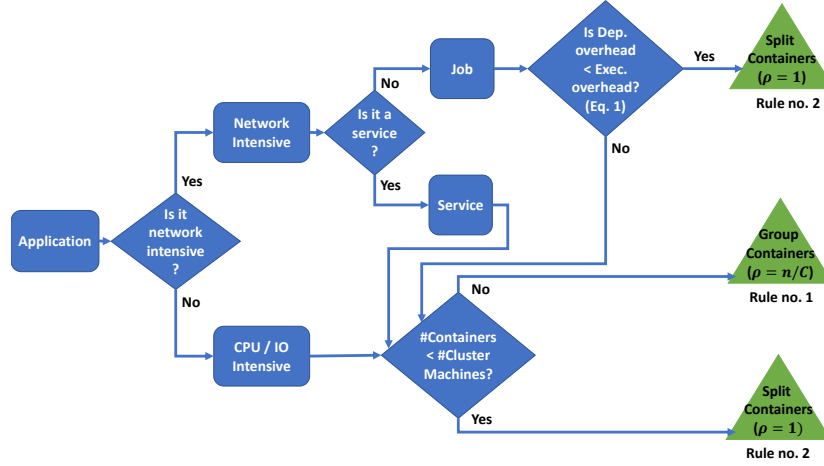 Application
Is it
network
intensive
?
Yes
No
Network
Intensive
CPU / IO
Intensive
Is it a
service
?
No
Yes
Job
Service
Is Dep.
overhead
< Exec.
overhead?
(Eq. 1)
Yes
No
#Containers
< #Cluster
Machines?
No
Yes
Split
Containers
(ρ = 1)
Rule no. 2
Group
Containers
(ρ = n/C)
Rule no. 1
Split
Containers
(ρ = 1)
Rule no. 2